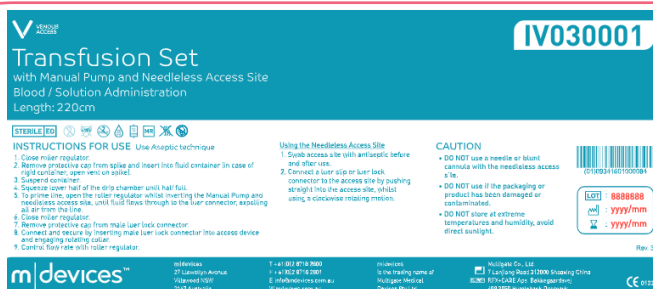 VENOUS
ACCESS
IV030001
Transfusion Set
with Manual Pump and Needleless Access Site
Blood / Solution Administration
Length: 220cm
STERILE EO
MR
INSTRUCTIONS FOR USE Use Aseptic technique
1. Close roller regulator.
2. Remove protective cap from spike and insert into fluid container (in case of
rigid container, open vent on spike).
3. Suspend container.
4. Squeeze lower half of the drip chamber until half full.
5. To prime line, open the roller regulator whilst inverting the Manual Pump and
needleless access site, until fluid flows through to the luer connector, expelling
all air from the line.
6. Close roller regulator.
7. Remove protective cap from male luer lock connector.
8. Connect and secure by inserting male luer lock connector into access device
and engaging rotating collar.
9. Control flow rate with roller regulator.
Using the Needleless Access Site
1. Swab access site with antiseptic before
and after use.
2. Connect a luer slip or luer lock
connector to the access site by pushing
straight into the access site, whilst
using a clockwise rotating motion.
CAUTION
• DO NOT use a needle or blunt
cannula with the needleless access
site.
• DO NOT use if the packaging or
product has been damaged or
contaminated.
• DO NOT store at extreme
temperatures and humidity, avoid
direct sunlight.
LOT : 8888888
: yyyy/mm
: yyyy/mm
Rev.
m|devices™
mdevices
27 Llewellyn Avenue
Villawood NSW
2163 Australia
T +61 (0)2 8718 2000
F +61 (0)2 8718 2001
E info@mdevices.com.au
mdevices
is the trading name of
Multigate Medical
Devices Pty Ltd
Multigate Co., Ltd.
7 Lanjiang Road 312000 Shaoxing China
CE